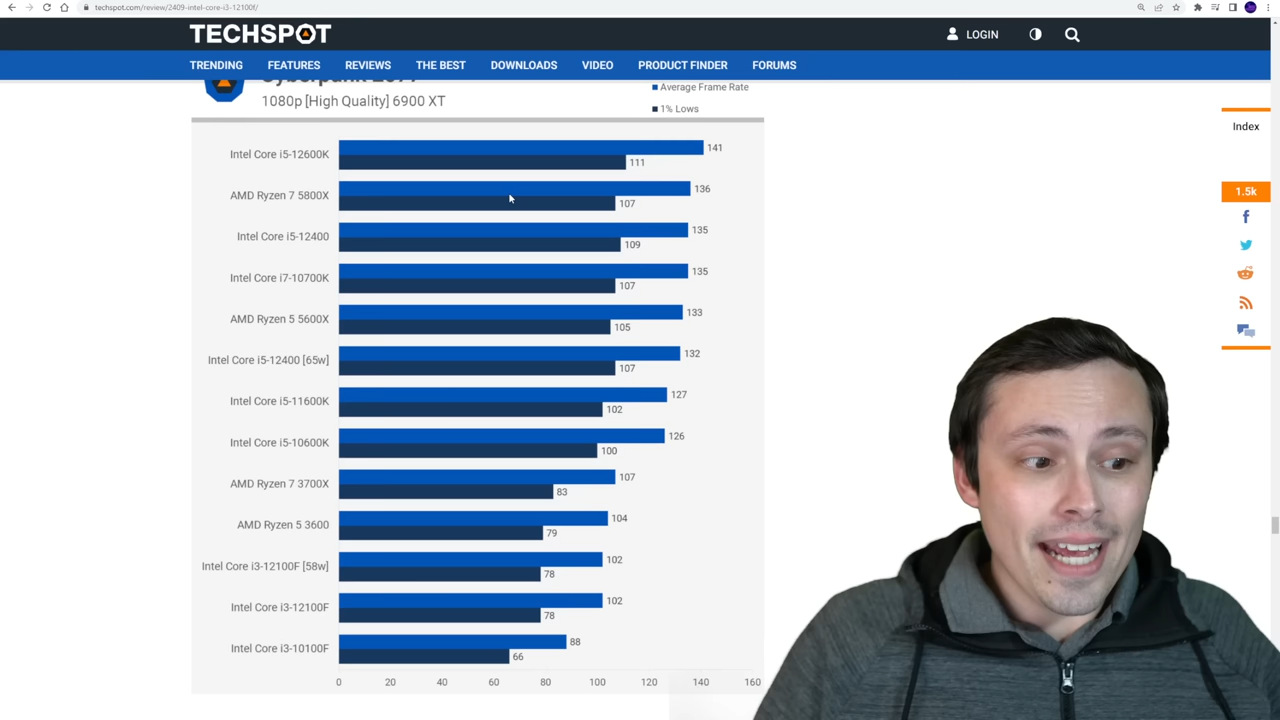 techspot.com/review/2409-intel-core-i3-12100f/
TECHSPOT
LOGIN
TRENDING FEATURES REVIEWS THE BEST DOWNLOADS VIDEO PRODUCT FINDER FORUMS
Cyberpunk 2077
1080p [High Quality] 6900 XT
Average Frame Rate
1% Lows
Index
1.5k
Intel Core i5-12600K 141
111
AMD Ryzen 7 5800X 136
107
Intel Core i5-12400 135
109
Intel Core i7-10700K 135
107
AMD Ryzen 5 5600X 133
105
Intel Core i5-12400 [65w] 132
107
Intel Core i5-11600K 127
102
Intel Core i5-10600K 126
100
AMD Ryzen 7 3700X 107
83
AMD Ryzen 5 3600 104
79
Intel Core i3-12100F [58w] 102
78
Intel Core i3-12100F 102
78
Intel Core i3-10100F 88
66
0 20 40 60 80 100 120 140 160